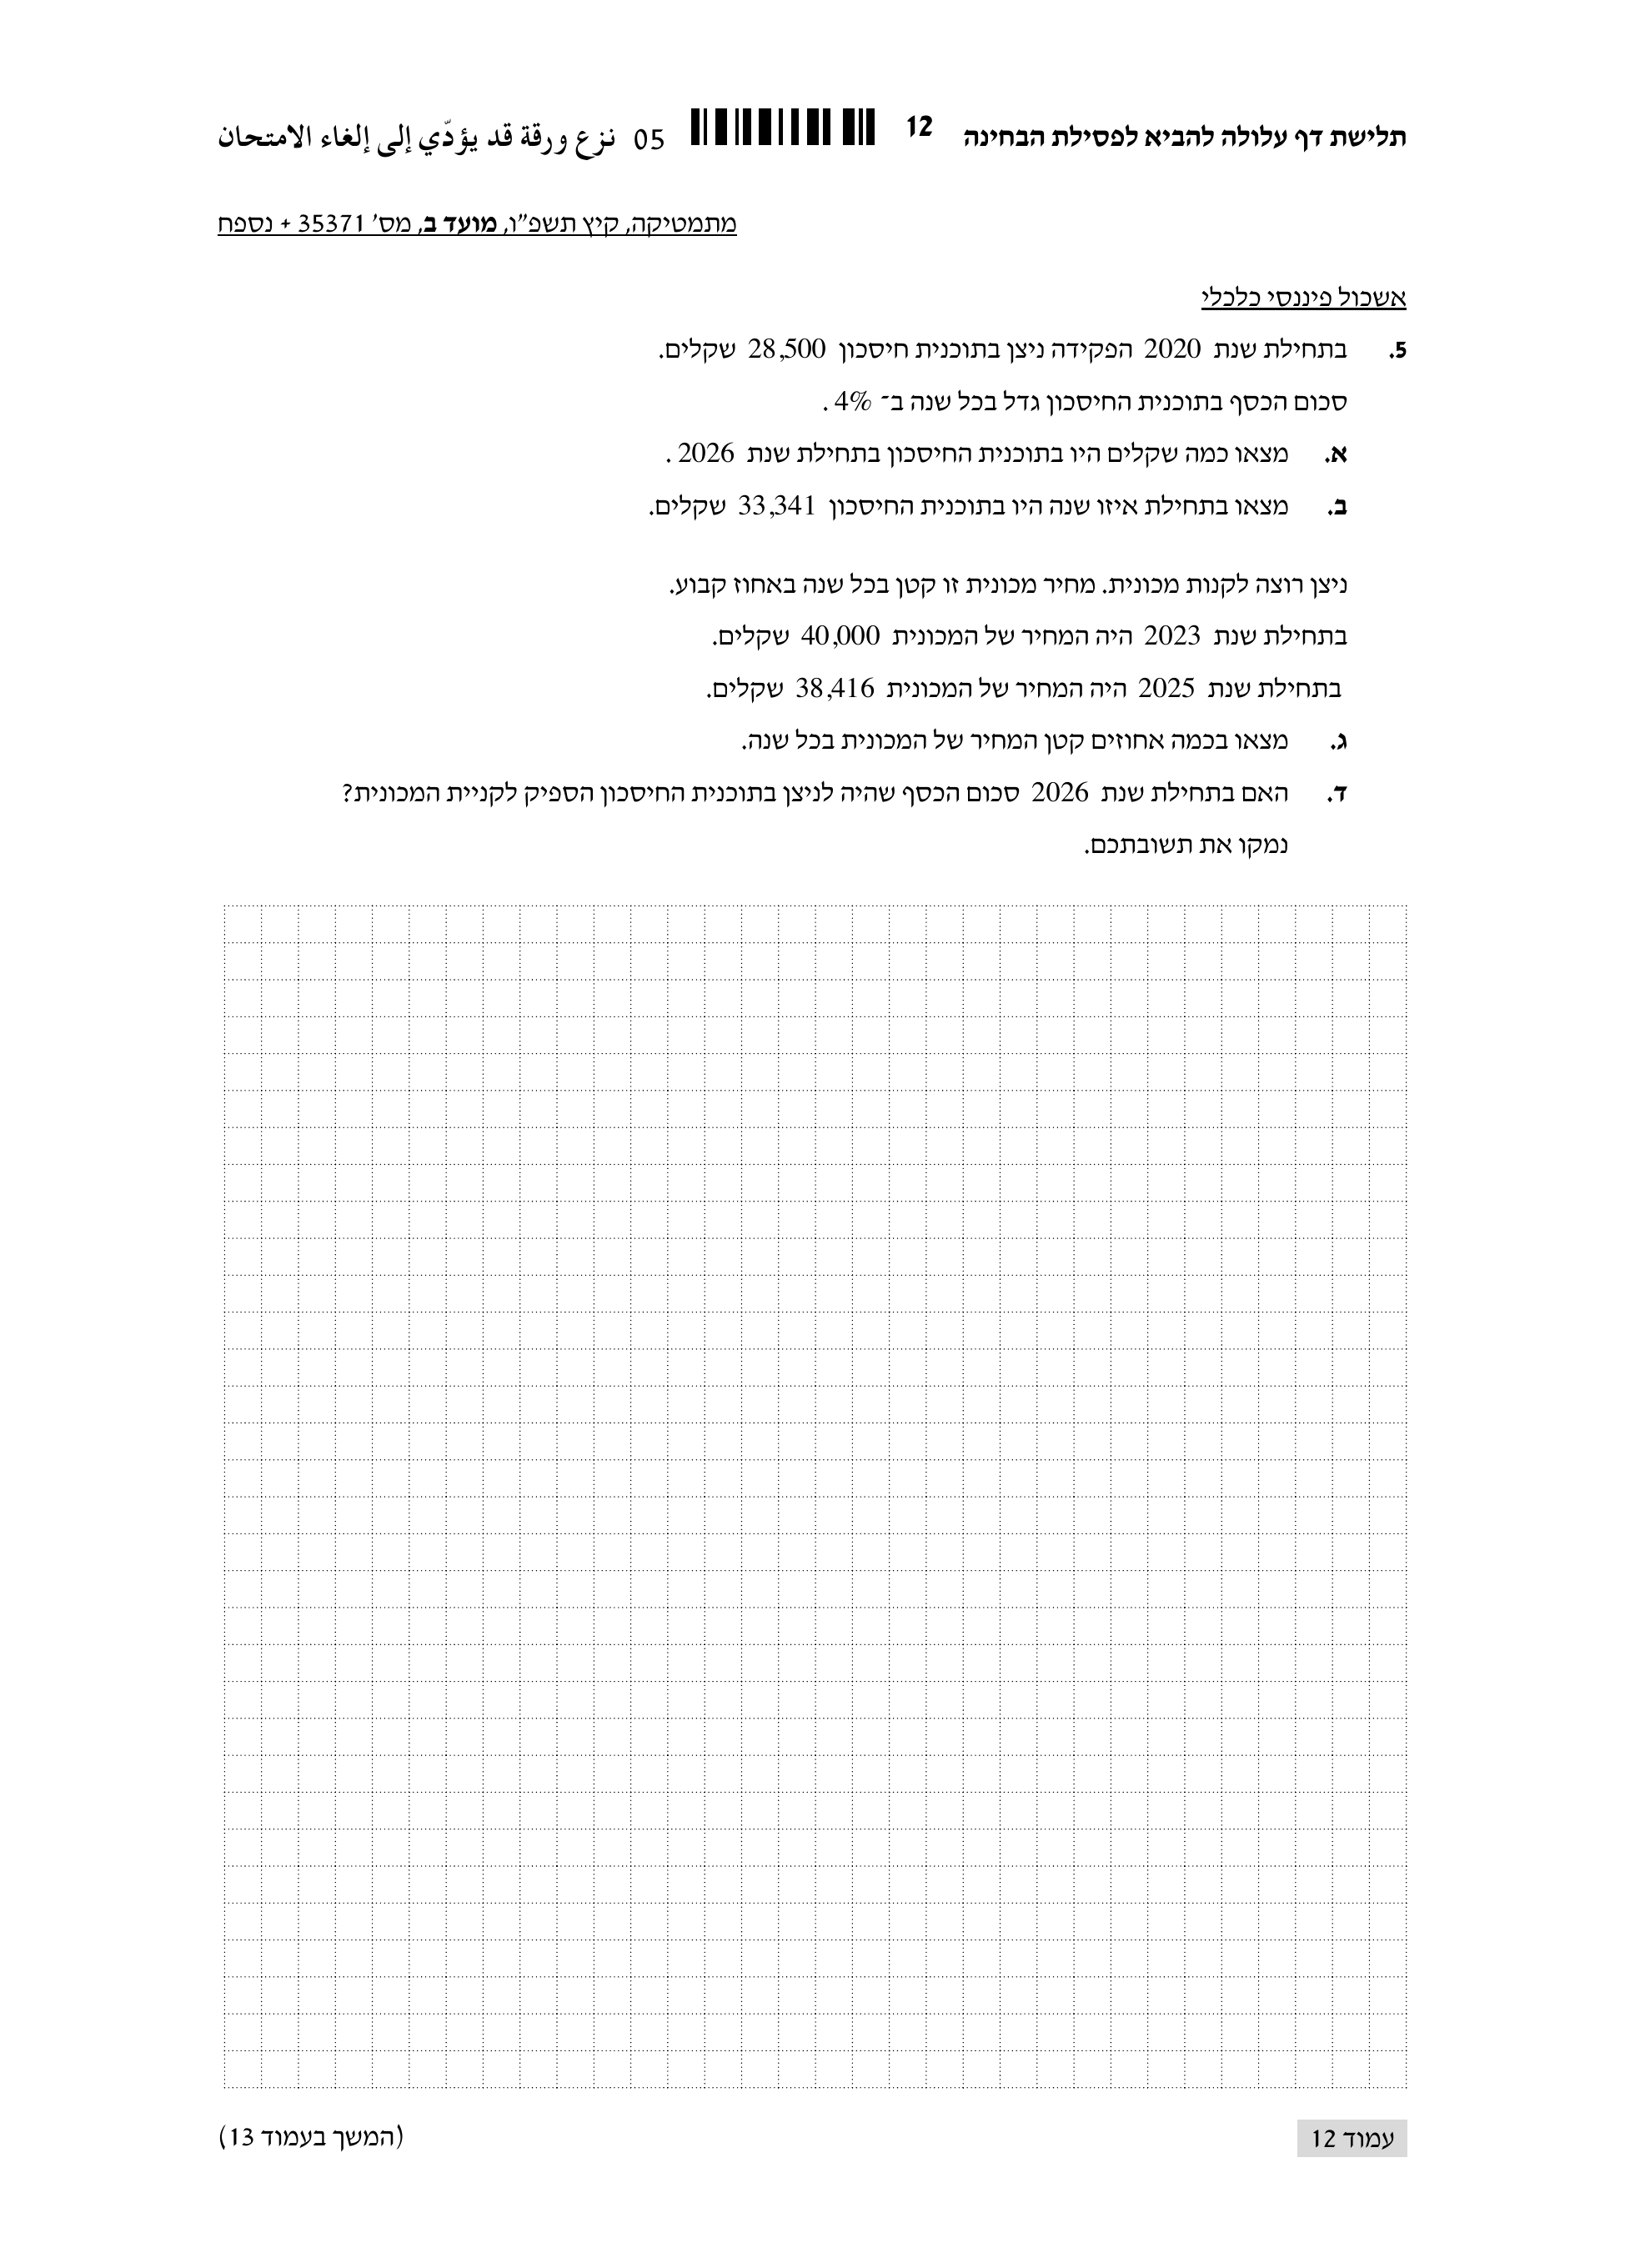 תלישת דף עלולה להביא לפסילת הבחינה 12 05 نزع ورقة قد يؤدّي إلى إلغاء الامتحان
מתמטיקה, קיץ תשפ"ו, מועד ב, מס' 35371 + נספח
אשכול פיננסי כלכלי
5. בתחילת שנת 2020 הפקידה ניצן בתוכנית חיסכון 28,500 שקלים.
סכום הכסף בתוכנית החיסכון גדל בכל שנה ב־ 4% .
א. מצאו כמה שקלים היו בתוכנית החיסכון בתחילת שנת 2026 .
ב. מצאו בתחילת איזו שנה היו בתוכנית החיסכון 33,341 שקלים.
ניצן רוצה לקנות מכונית. מחיר מכונית זו קטן בכל שנה באחוז קבוע.
בתחילת שנת 2023 היה המחיר של המכונית 40,000 שקלים.
בתחילת שנת 2025 היה המחיר של המכונית 38,416 שקלים.
ג. מצאו בכמה אחוזים קטן המחיר של המכונית בכל שנה.
ד. האם בתחילת שנת 2026 סכום הכסף שהיה לניצן בתוכנית החיסכון הספיק לקניית המכונית?
נמקו את תשובתכם.
עמוד 12
(המשך בעמוד 13)